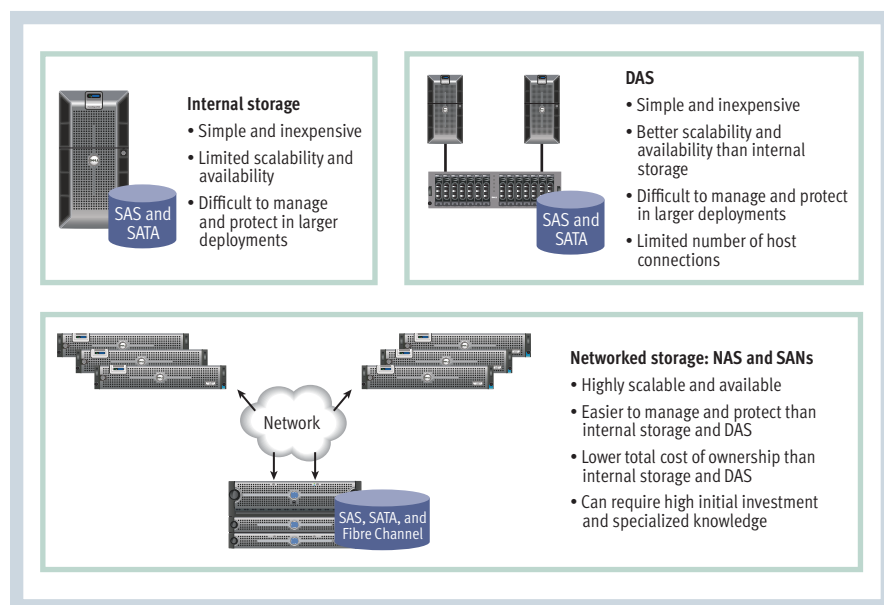 Internal storage
• Simple and inexpensive
• Limited scalability and
availability
• Difficult to manage
and protect in larger
deployments
SAS and
SATA
DAS
• Simple and inexpensive
• Better scalability and
availability than internal
storage
• Difficult to manage and protect
in larger deployments
• Limited number of host
connections
SAS and
SATA
Networked storage: NAS and SANs
• Highly scalable and available
• Easier to manage and protect than
internal storage and DAS
• Lower total cost of ownership than
internal storage and DAS
• Can require high initial investment
and specialized knowledge
Network
SAS, SATA, and
Fibre Channel